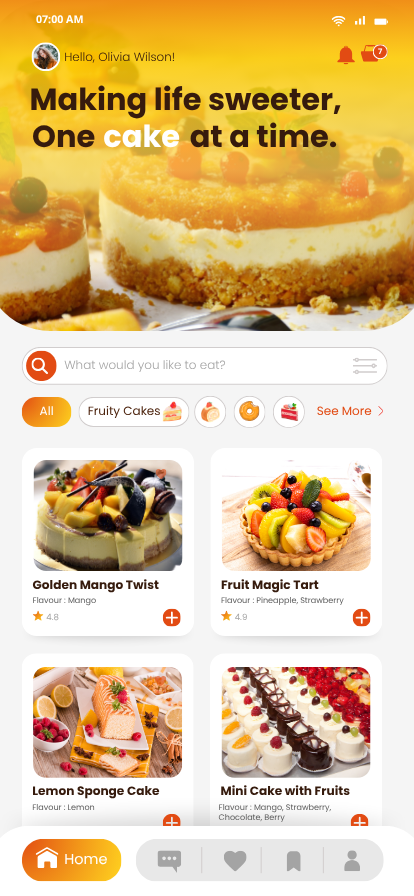 07:00 AM
Hello, Olivia Wilson!
7
Making life sweeter,
One cake at a time.
What would you like to eat?
All
Fruity Cakes
See More
Golden Mango Twist
Flavour : Mango
4.8
Fruit Magic Tart
Flavour : Pineapple, Strawberry
4.9
Lemon Sponge Cake
Flavour : Lemon
Mini Cake with Fruits
Flavour : Mango, Strawberry,
Chocolate, Berry
Home